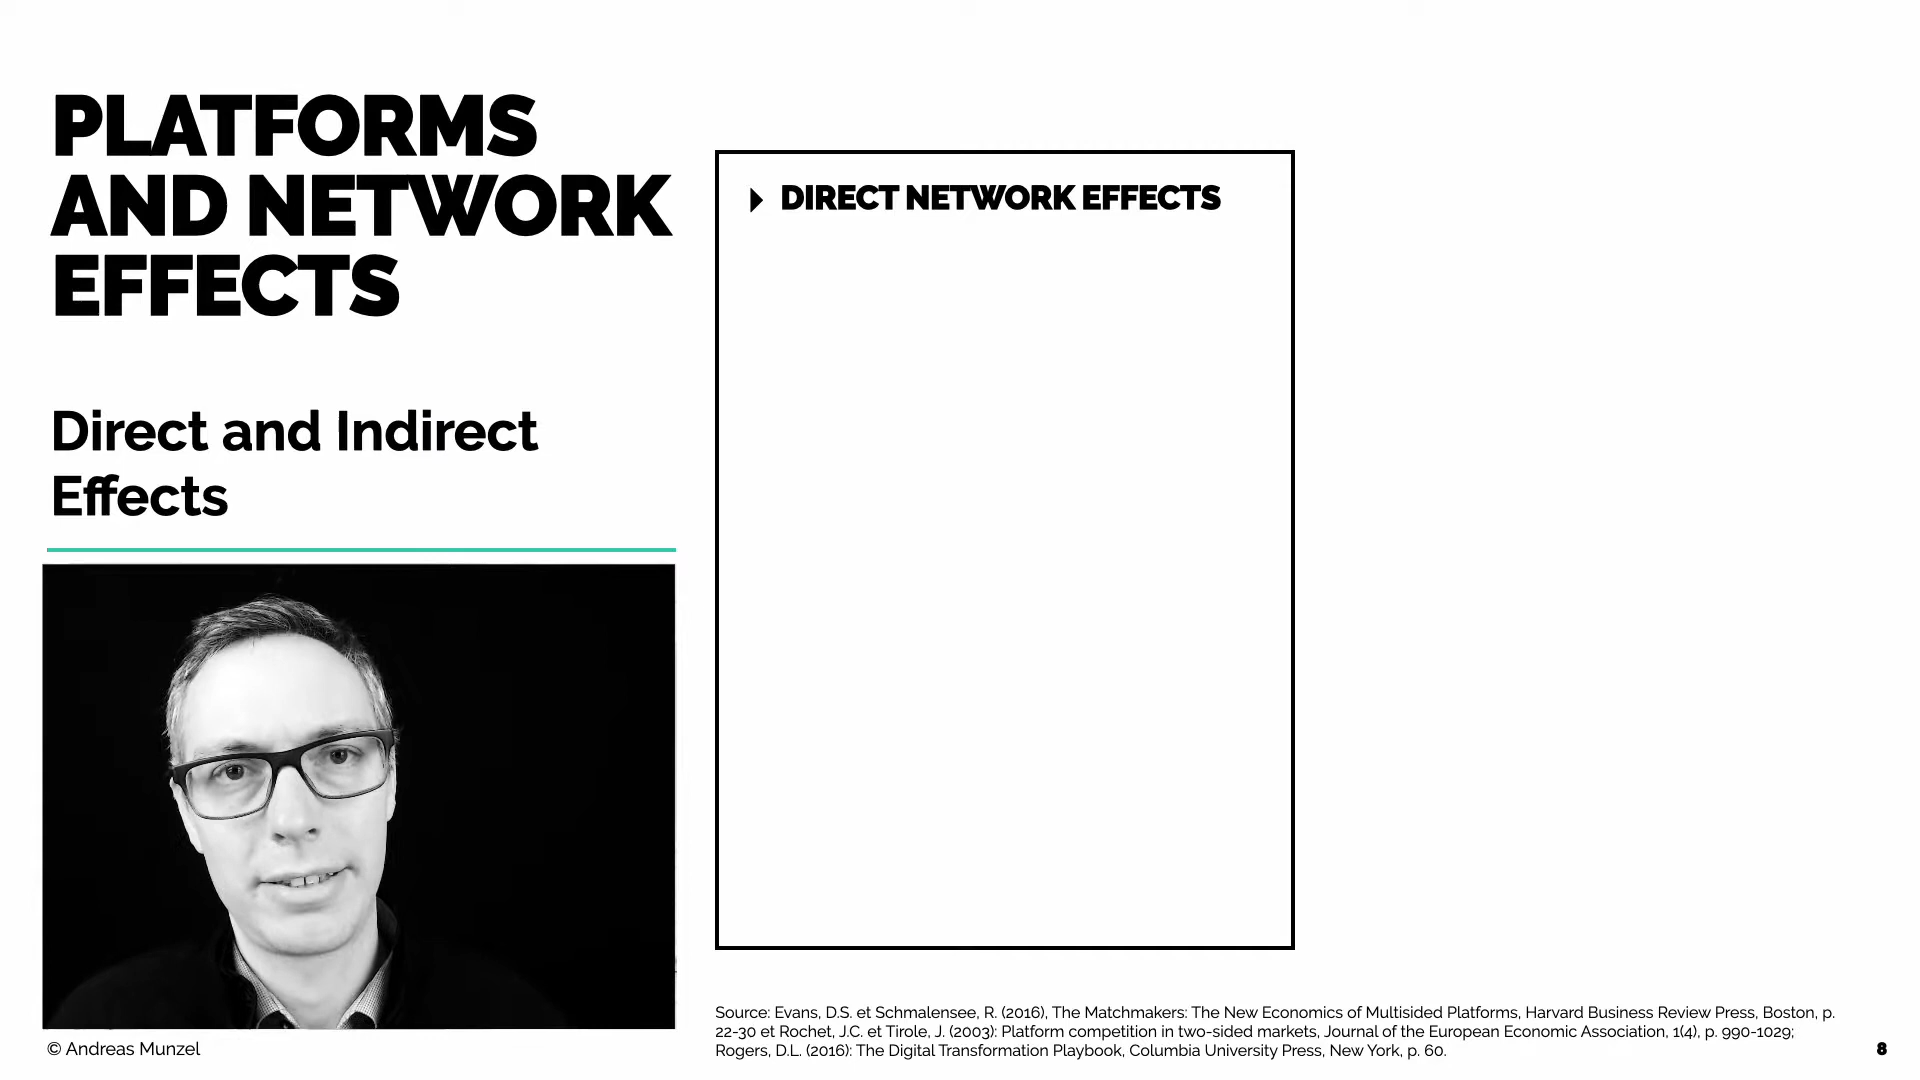 PLATFORMS
AND NETWORK
EFFECTS
Direct and Indirect
Effects
© Andreas Munzel
DIRECT NETWORK EFFECTS
Source: Evans, D.S. et Schmalensee, R. (2016), The Matchmakers: The New Economics of Multisided Platforms, Harvard Business Review Press, Boston, p.
22-30 et Rochet, J.C. et Tirole, J. (2003): Platform competition in two-sided markets, Journal of the European Economic Association, 1(4), p. 990-1029;
Rogers, D.L. (2016): The Digital Transformation Playbook, Columbia University Press, New York, p. 60.
8